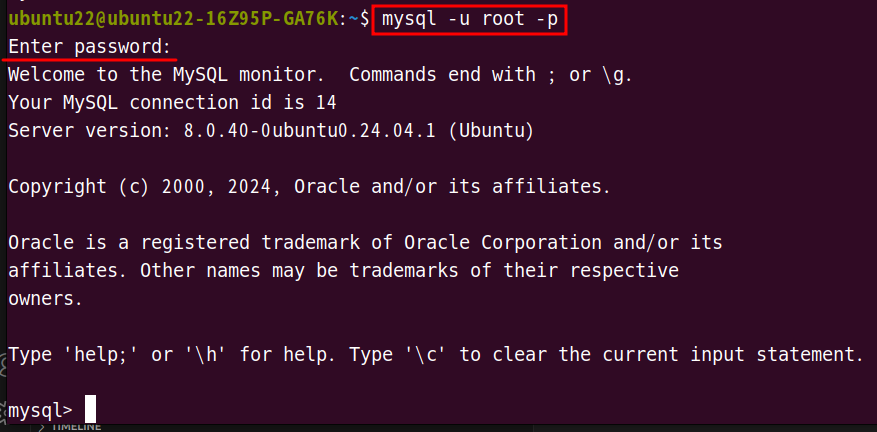 ubuntu22@ubuntu22-16Z95P-GA76K:~$ mysql -u root -p
Enter password:
Welcome to the MySQL monitor.  Commands end with ; or \g.
Your MySQL connection id is 14
Server version: 8.0.40-0ubuntu0.24.04.1 (Ubuntu)
Copyright (c) 2000, 2024, Oracle and/or its affiliates.
Oracle is a registered trademark of Oracle Corporation and/or its
affiliates. Other names may be trademarks of their respective
owners.
Type 'help;' or '\h' for help. Type '\c' to clear the current input statement.
mysql>
TIMELINE